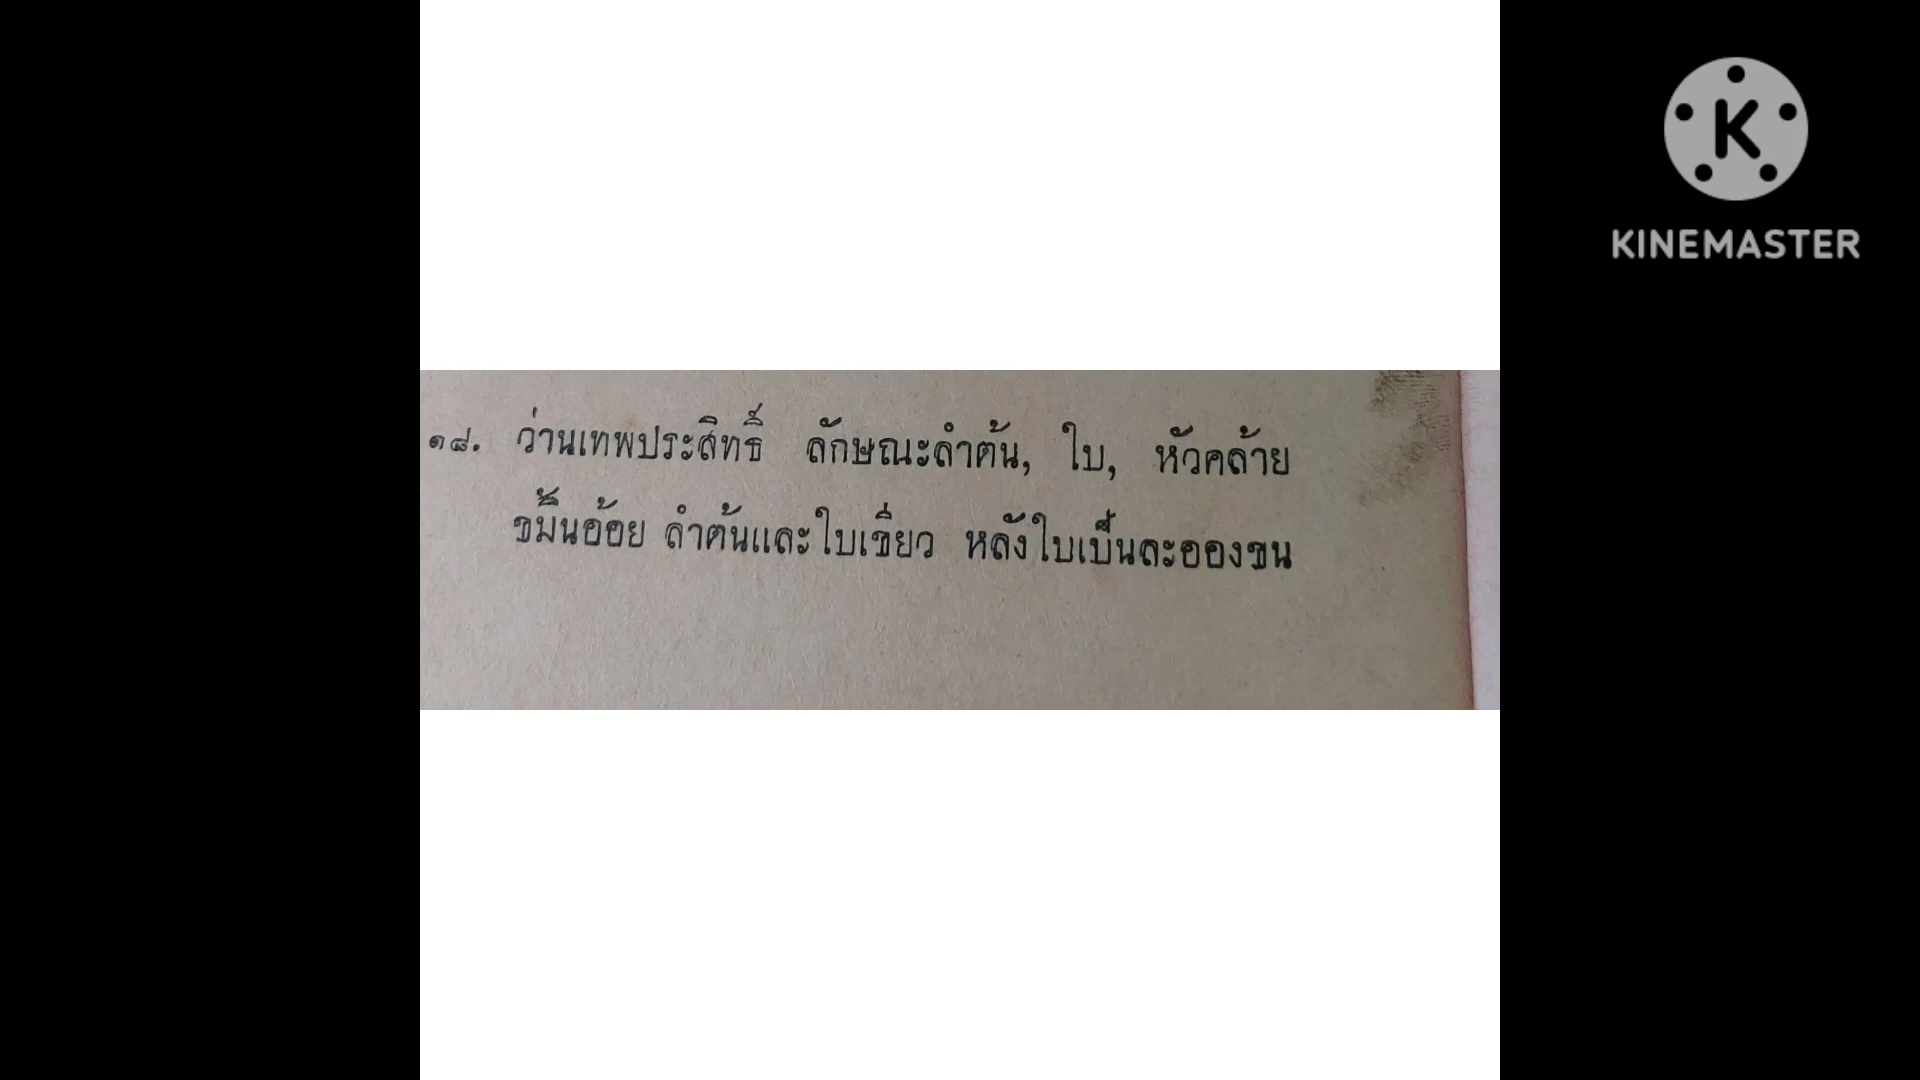 KINEMASTER
๑๘. ว่านเทพประสิทธิ์ ลักษณะลำต้น, ใบ, หัวคล้าย
ขมิ้นอ้อย ลำต้นและใบเขียว หลังใบเป็นละอองขน